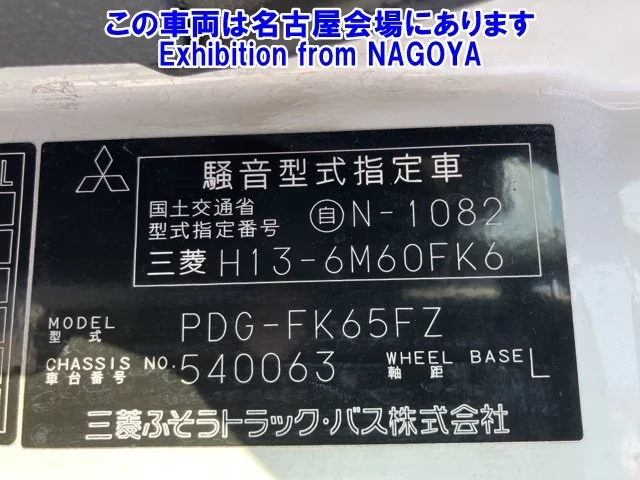 この車両は名古屋会場にあります
Exhibition from NAGOYA
L
騒音型式指定車
国土交通省
型式指定番号
自N-1082
三菱 H13-6M60FK6
MODEL
型式
PDG-FK65FZ
CHASSIS NO.
車台番号
540063
WHEEL BASE
軸距
L
三菱ふそうトラック・バス株式会社